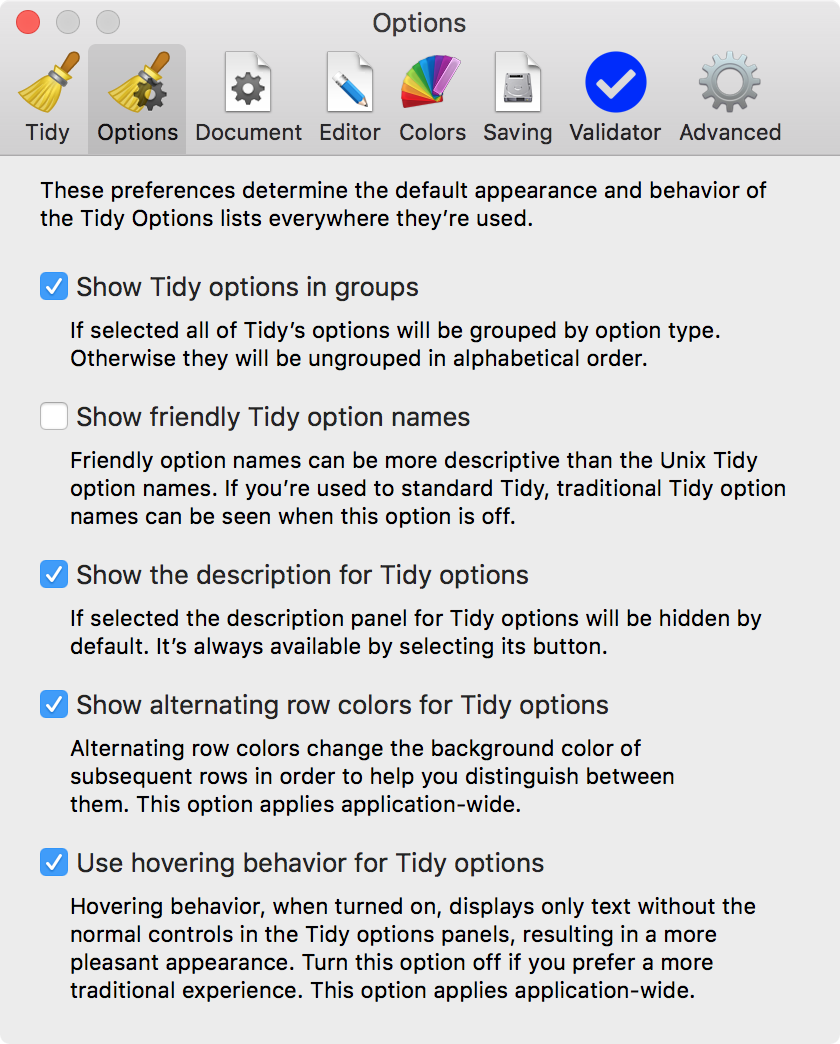 Options
Tidy Options Document Editor Colors Saving Validator Advanced
These preferences determine the default appearance and behavior of
the Tidy Options lists everywhere they’re used.
Show Tidy options in groups
If selected all of Tidy’s options will be grouped by option type.
Otherwise they will be ungrouped in alphabetical order.
Show friendly Tidy option names
Friendly option names can be more descriptive than the Unix Tidy
option names. If you’re used to standard Tidy, traditional Tidy option
names can be seen when this option is off.
Show the description for Tidy options
If selected the description panel for Tidy options will be hidden by
default. It’s always available by selecting its button.
Show alternating row colors for Tidy options
Alternating row colors change the background color of
subsequent rows in order to help you distinguish between
them. This option applies application-wide.
Use hovering behavior for Tidy options
Hovering behavior, when turned on, displays only text without the
normal controls in the Tidy options panels, resulting in a more
pleasant appearance. Turn this option off if you prefer a more
traditional experience. This option applies application-wide.